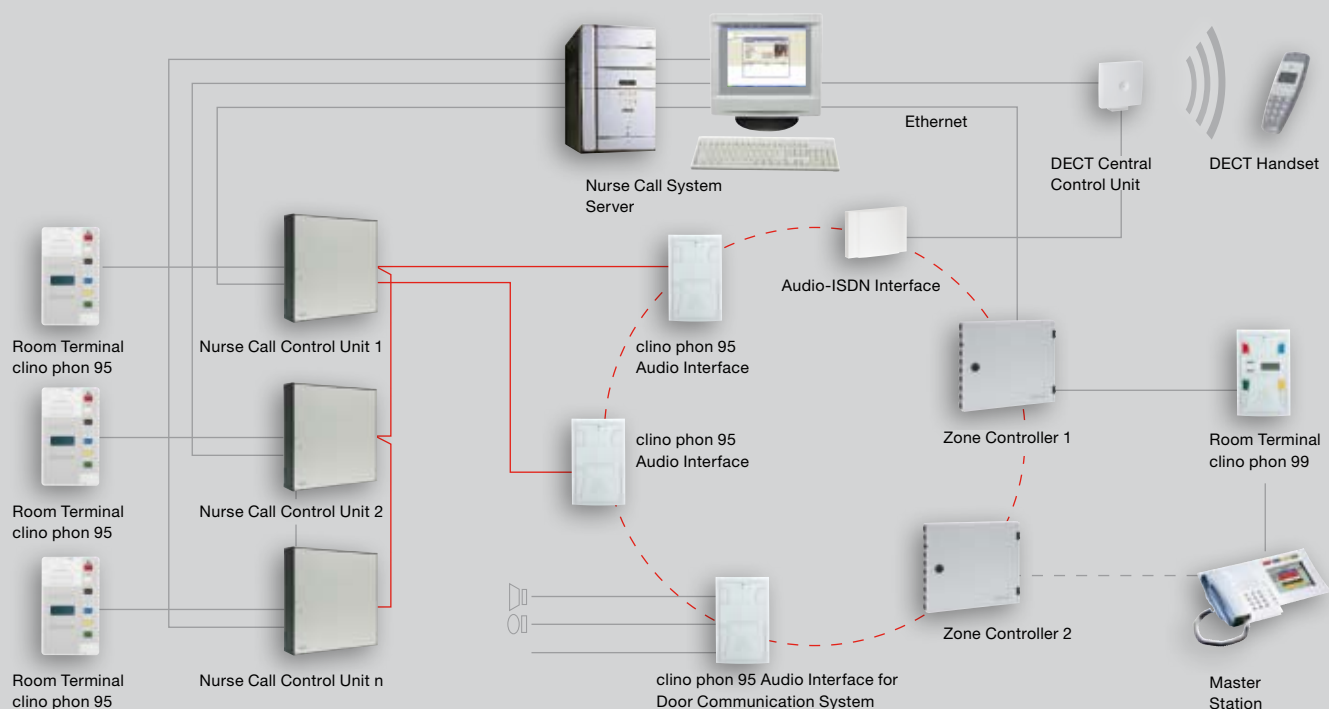 Ethernet
Nurse Call System
Server
DECT Central
Control Unit
DECT Handset
Audio-ISDN Interface
Room Terminal
clino phon 95
Nurse Call Control Unit 1
clino phon 95
Audio Interface
Zone Controller 1
Room Terminal
clino phon 99
clino phon 95
Audio Interface
Room Terminal
clino phon 95
Nurse Call Control Unit 2
Zone Controller 2
Room Terminal
clino phon 95
Nurse Call Control Unit n
clino phon 95 Audio Interface for
Door Communication System
Master
Station